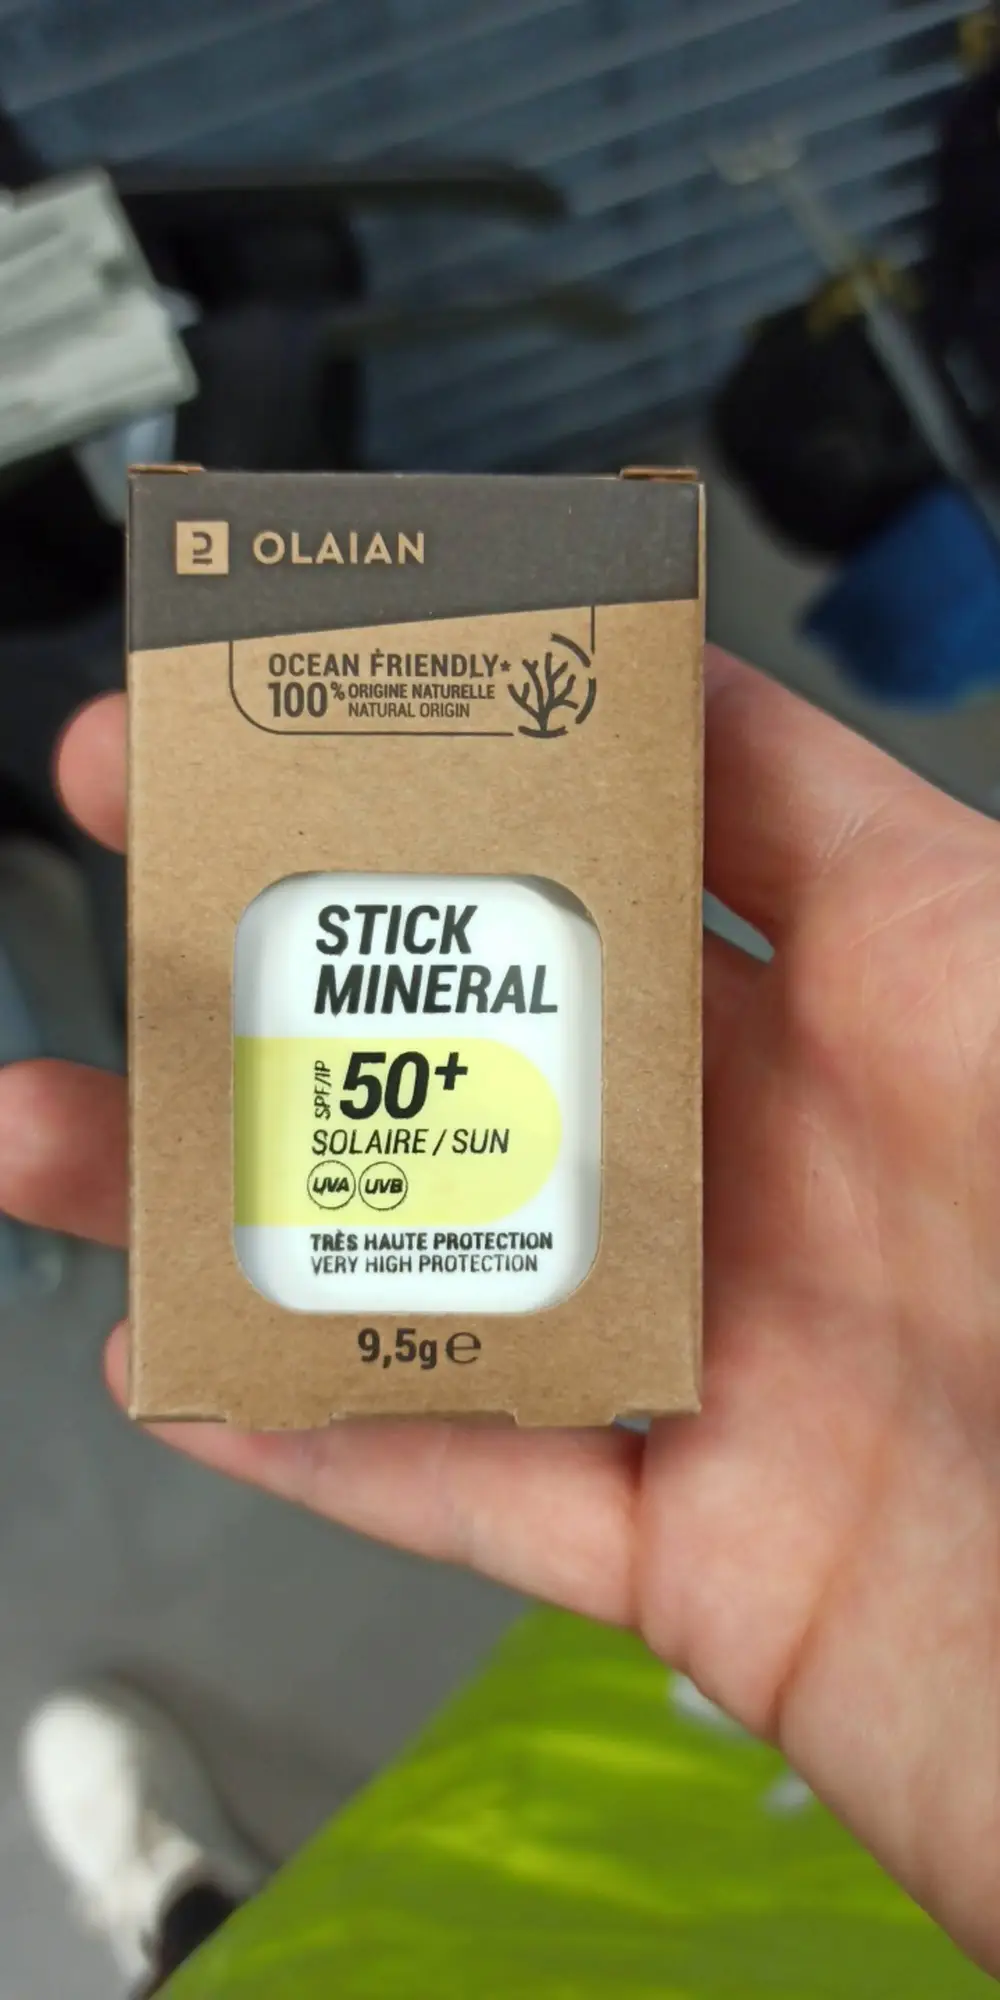 OLAIAN
OCEAN FRIENDLY*
100% ORIGINE NATURELLE
NATURAL ORIGIN
STICK
MINERAL
SPF/IP 50+
SOLAIRE / SUN
UVA UVB
TRÈS HAUTE PROTECTION
VERY HIGH PROTECTION
9,5g e